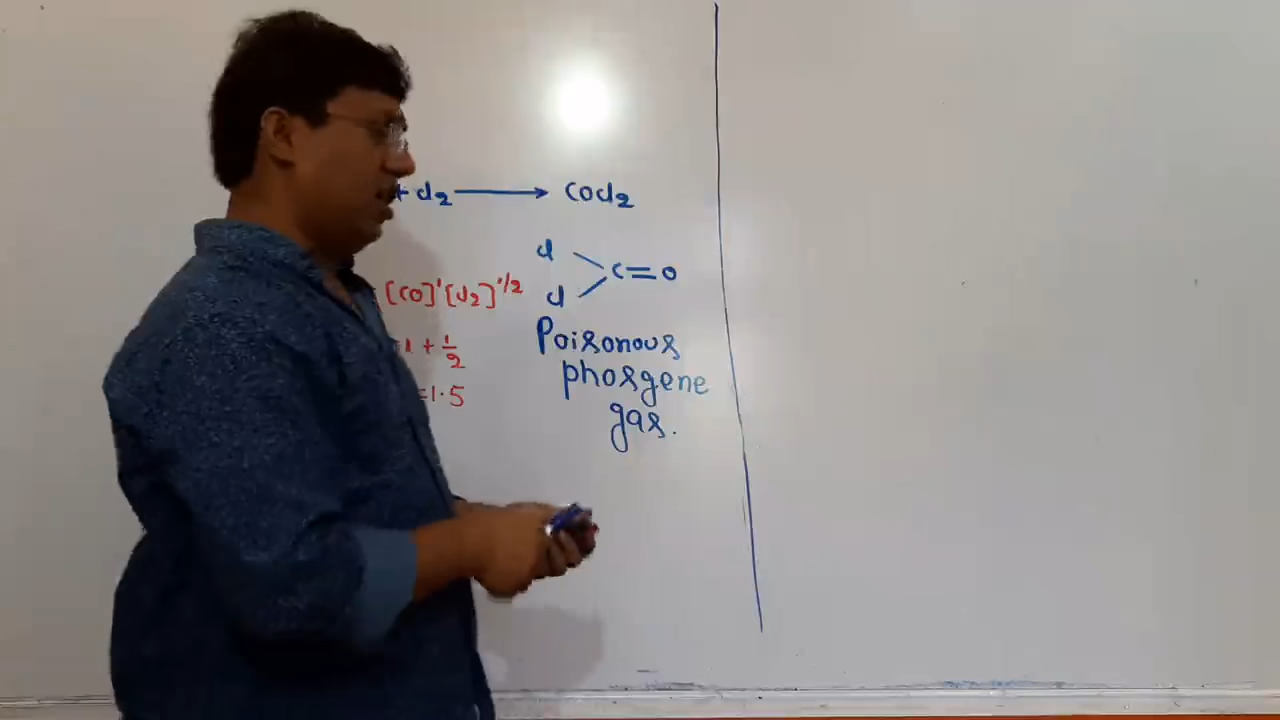 + Cl₂ ⟶ COCl₂
Cl
C=O
Cl
[CO]¹[Cl₂]¹/²
Poisonous
= 1 + 1/2
phosgene
= 1.5
gas.